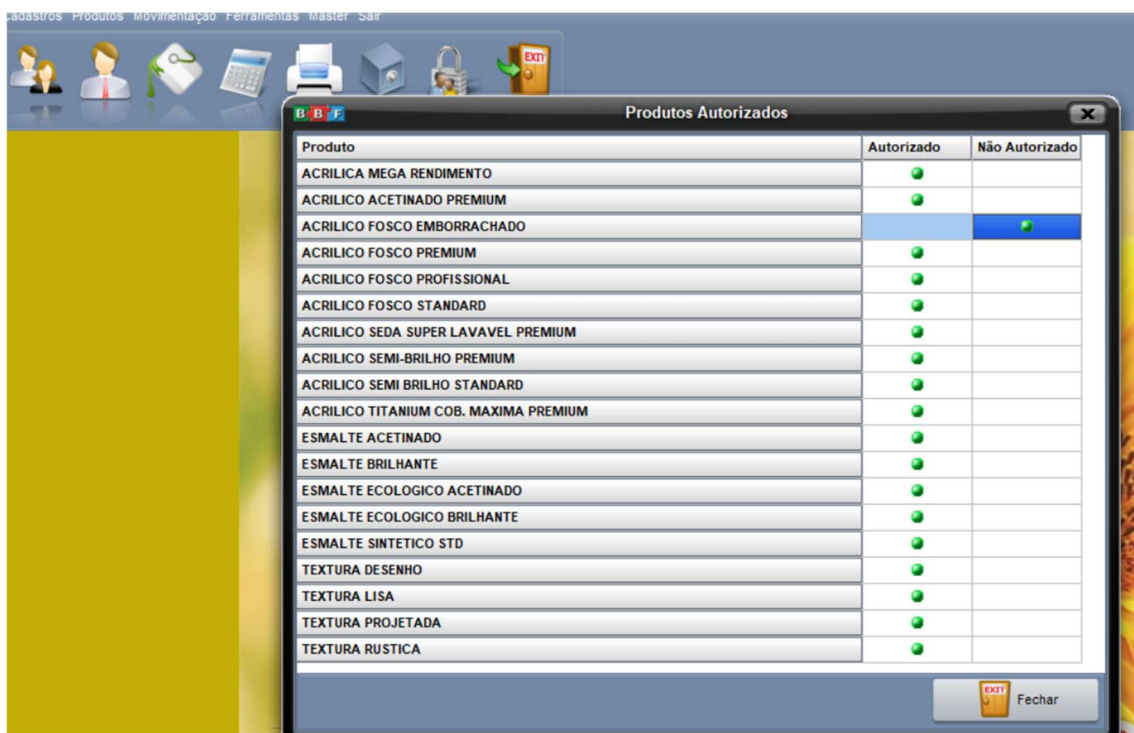 Cadastros Produtos Movimentação Ferramentas Master Sair
EXIT
BBF Produtos Autorizados X
Produto Autorizado Não Autorizado
ACRILICA MEGA RENDIMENTO
ACRILICO ACETINADO PREMIUM
ACRILICO FOSCO EMBORRACHADO
ACRILICO FOSCO PREMIUM
ACRILICO FOSCO PROFISSIONAL
ACRILICO FOSCO STANDARD
ACRILICO SEDA SUPER LAVAVEL PREMIUM
ACRILICO SEMI-BRILHO PREMIUM
ACRILICO SEMI BRILHO STANDARD
ACRILICO TITANIUM COB. MAXIMA PREMIUM
ESMALTE ACETINADO
ESMALTE BRILHANTE
ESMALTE ECOLOGICO ACETINADO
ESMALTE ECOLOGICO BRILHANTE
ESMALTE SINTETICO STD
TEXTURA DESENHO
TEXTURA LISA
TEXTURA PROJETADA
TEXTURA RUSTICA
EXIT Fechar